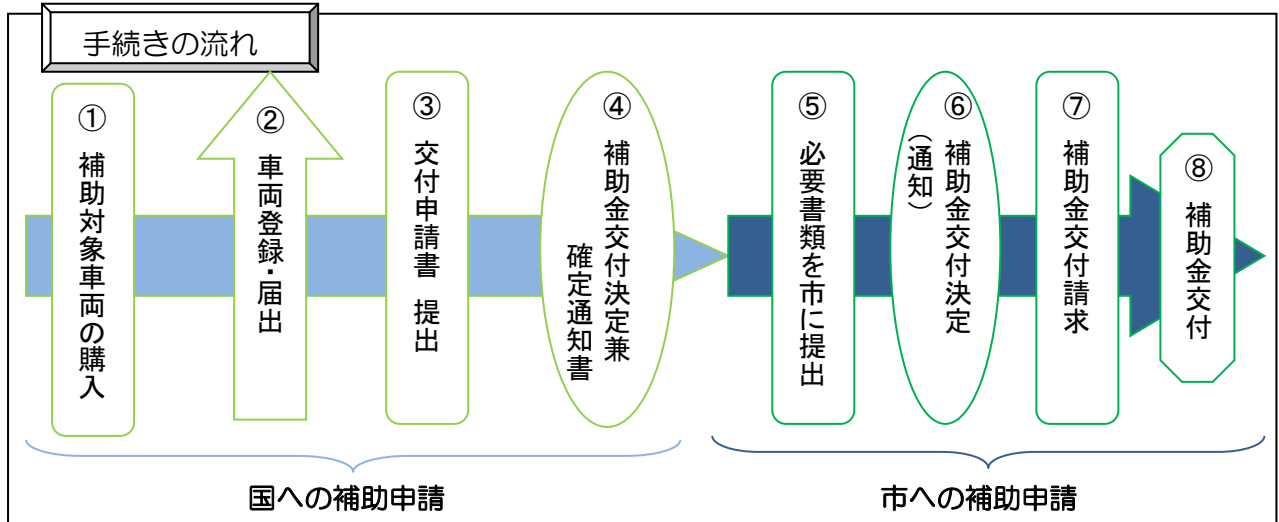 手続きの流れ
① 補助対象車両の購入
② 車両登録・届出
③ 交付申請書 提出
④ 補助金交付決定兼
確定通知書
⑤ 必要書類を市に提出
⑥ 補助金交付決定
（通知）
⑦ 補助金交付請求
⑧ 補助金交付
国への補助申請
市への補助申請